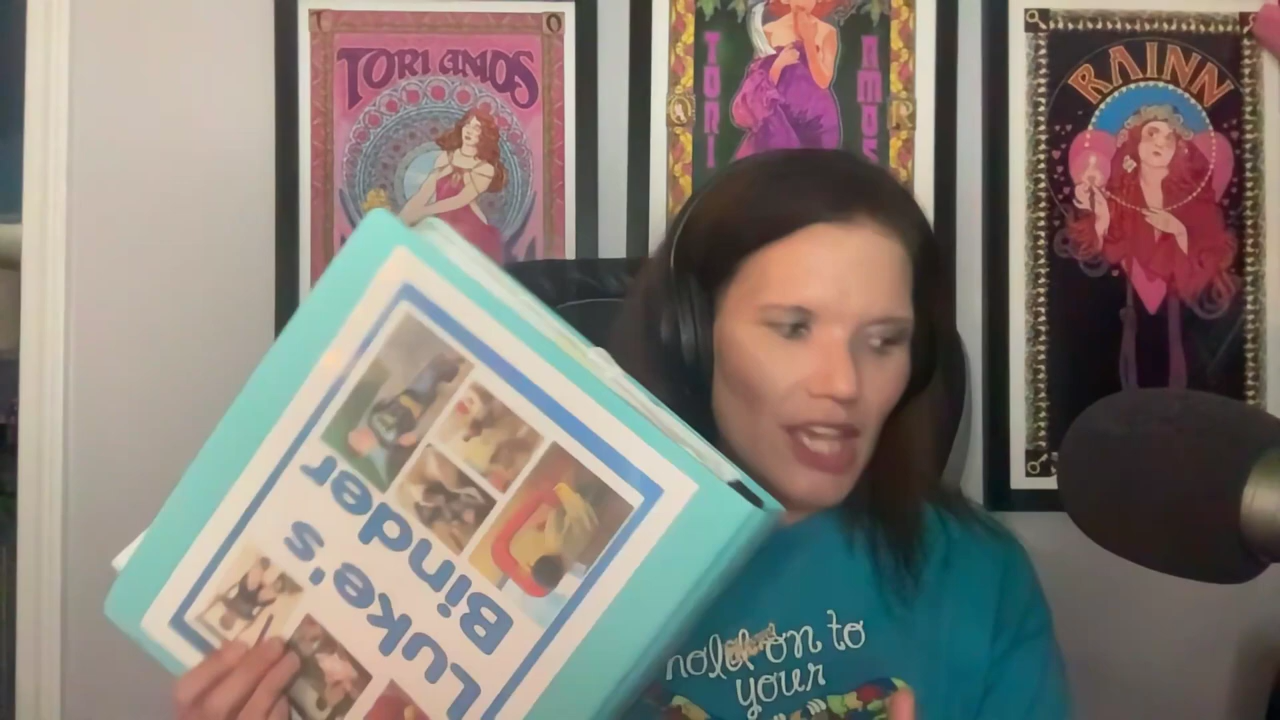 TORI AMOS
TORI
AMOS
RAINN
Luke's
Binder
hold on to
your